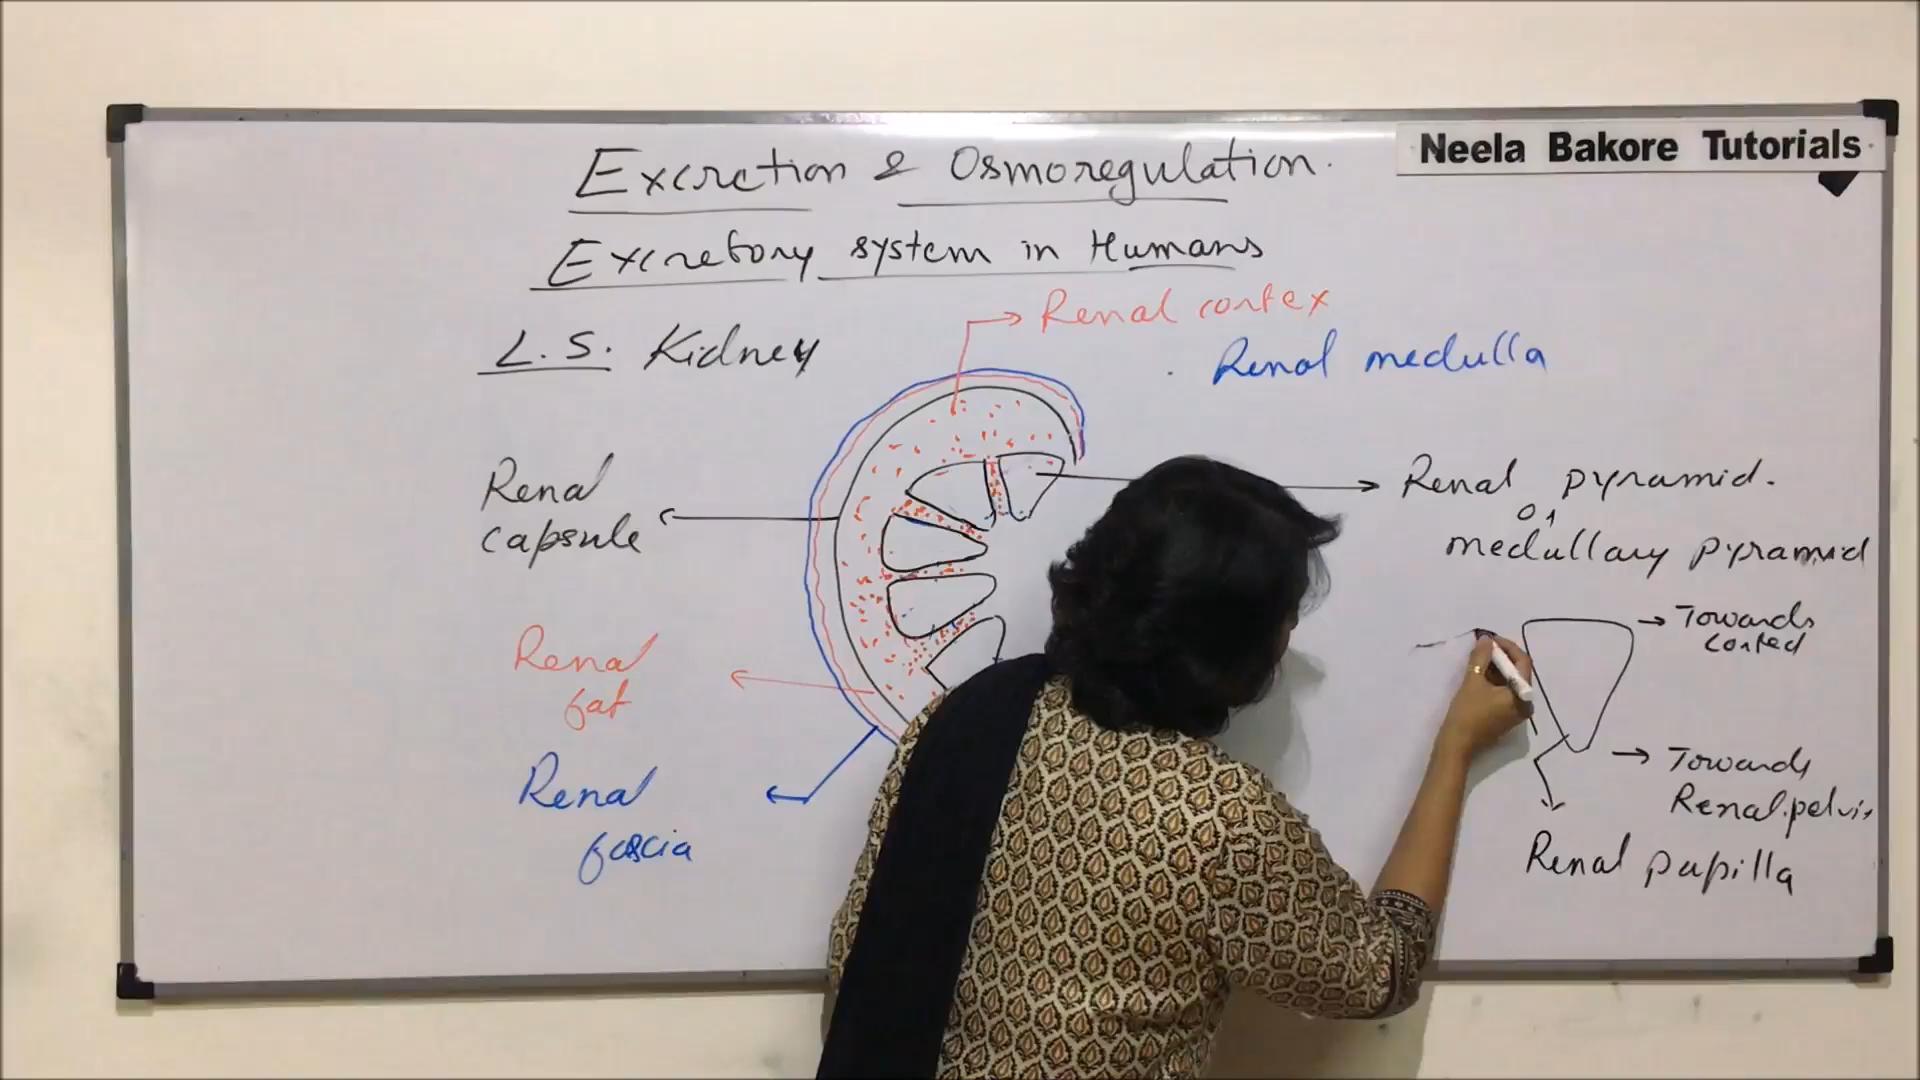 Neela Bakore Tutorials
Excretion & Osmoregulation.
Excretory system in Humans
L.S. Kidney
Renal cortex
Renal medulla
Renal
capsule
Renal pyramid.
or
medullary pyramid
Towards
corted
Renal
fat
Towards
Renal pelvis
Renal
fascia
Renal papilla